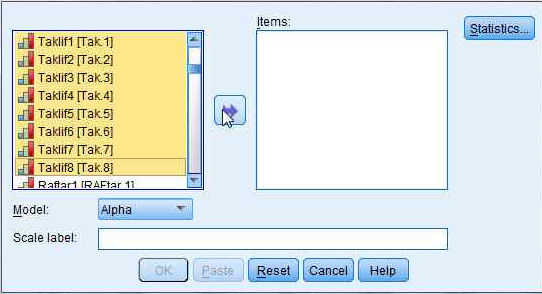 Items:
Statistics...
Taklif1 [Tak.1]
Taklif2 [Tak.2]
Taklif3 [Tak.3]
Taklif4 [Tak.4]
Taklif5 [Tak.5]
Taklif6 [Tak.6]
Taklif7 [Tak.7]
Taklif8 [Tak.8]
Raftar1 [RAFtar.1]
Model: Alpha
Scale label:
OK Paste Reset Cancel Help